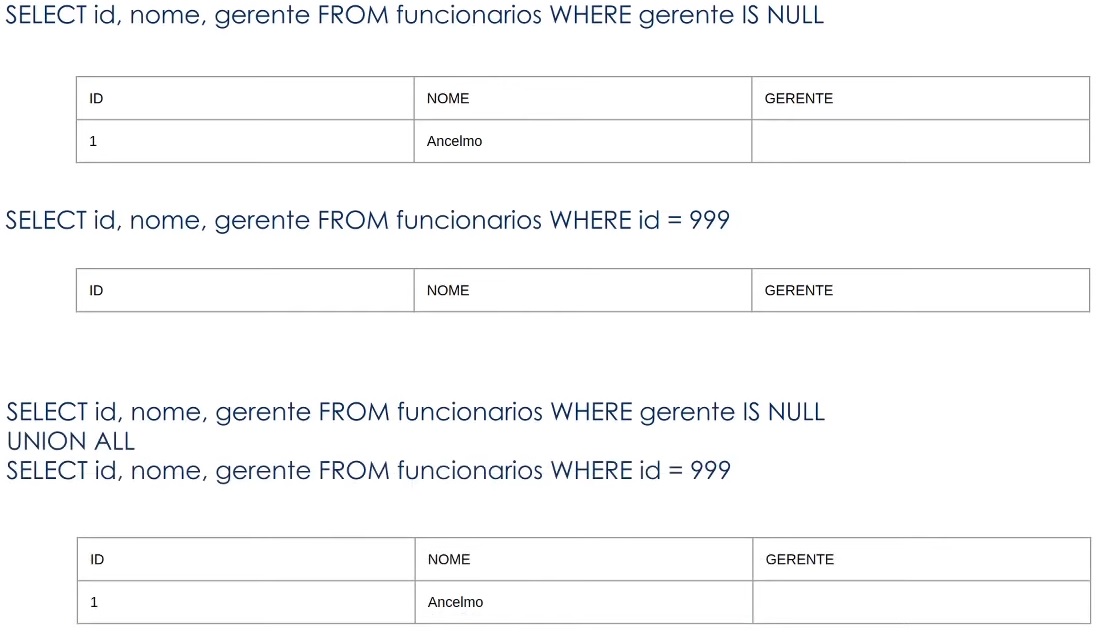 SELECT id, nome, gerente FROM funcionarios WHERE gerente IS NULL
ID NOME GERENTE
1 Ancelmo
SELECT id, nome, gerente FROM funcionarios WHERE id = 999
ID NOME GERENTE
SELECT id, nome, gerente FROM funcionarios WHERE gerente IS NULL
UNION ALL
SELECT id, nome, gerente FROM funcionarios WHERE id = 999
ID NOME GERENTE
1 Ancelmo